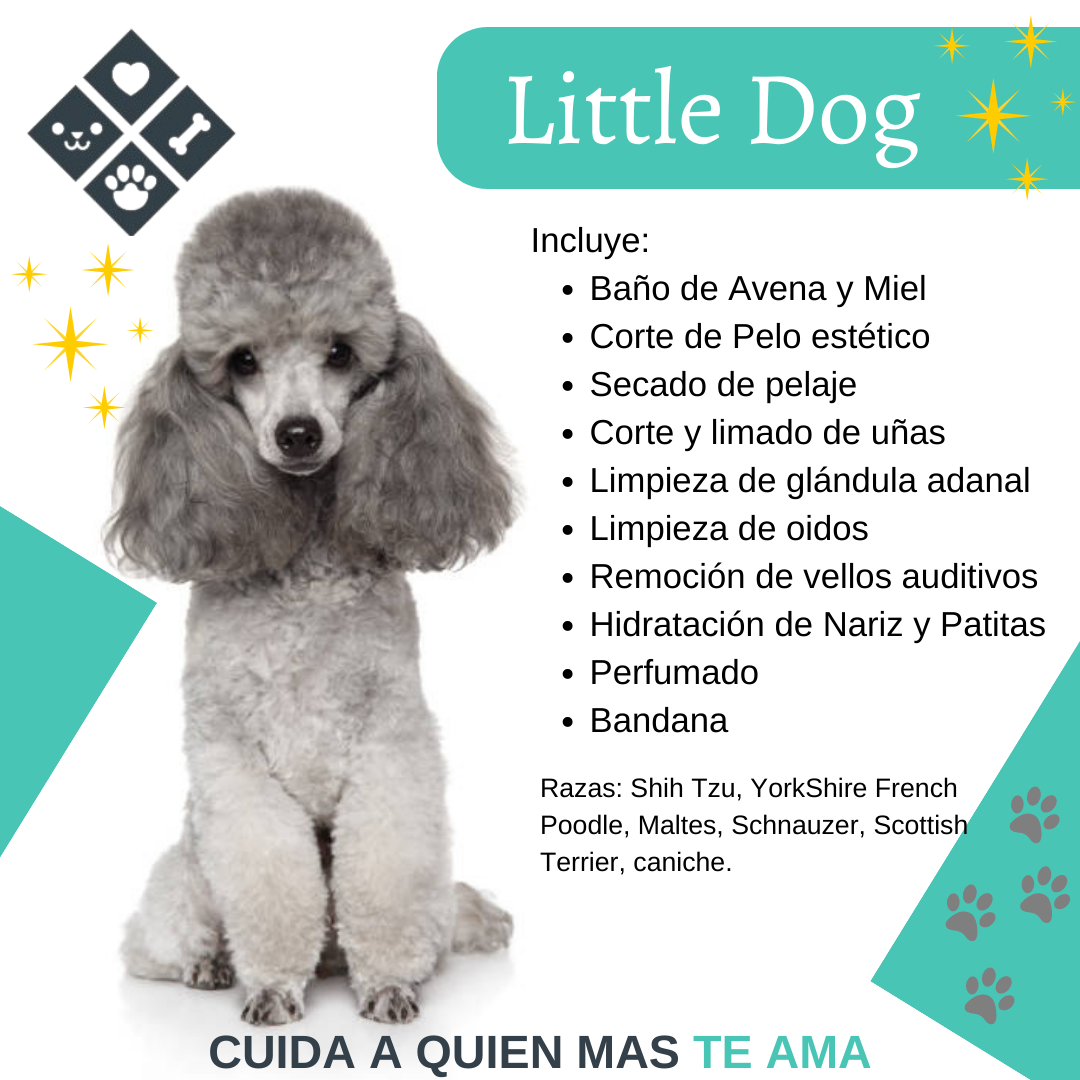 Little Dog
Incluye:
• Baño de Avena y Miel
• Corte de Pelo estético
• Secado de pelaje
• Corte y limado de uñas
• Limpieza de glándula adanal
• Limpieza de oidos
• Remoción de vellos auditivos
• Hidratación de Nariz y Patitas
• Perfumado
• Bandana
Razas: Shih Tzu, YorkShire French
Poodle, Maltes, Schnauzer, Scottish
Terrier, caniche.
CUIDA A QUIEN MAS TE AMA